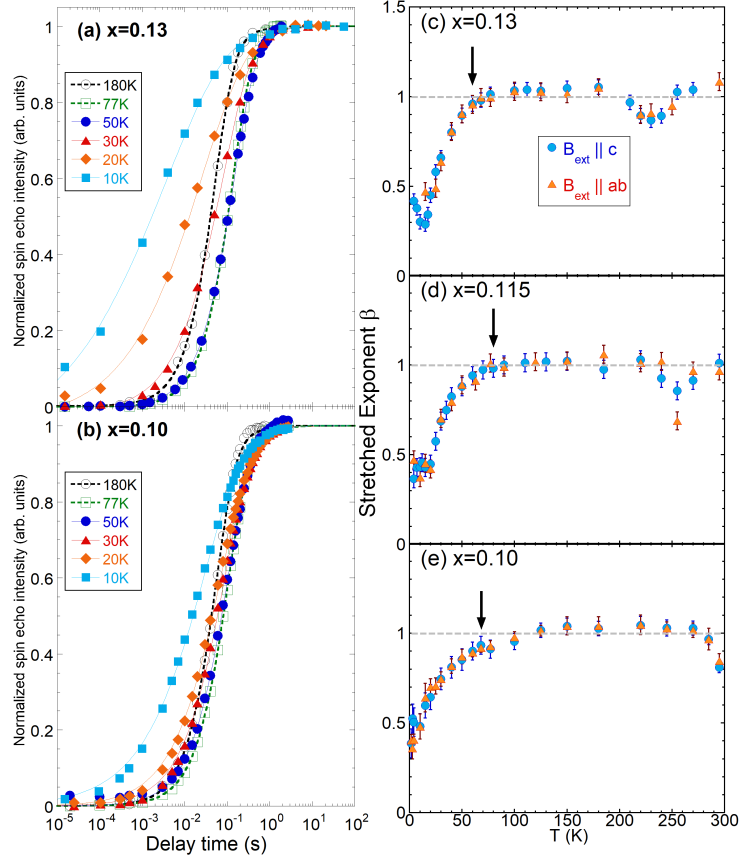 (a) x=0.13
Normalized spin echo intensity (arb. units)
1
0.8
0.6
0.4
0.2
0
180K
77K
50K
30K
20K
10K
(b) x=0.10
Normalized spin echo intensity (arb. units)
1
0.8
0.6
0.4
0.2
0
180K
77K
50K
30K
20K
10K
10-5 10-4 10-3 10-2 10-1 100 101 102
Delay time (s)
Stretched Exponent β
(c) x=0.13
1.5
1
0.5
0
Bext || c
Bext || ab
(d) x=0.115
1
0.5
0
(e) x=0.10
1
0.5
0
0 50 100 150 200 250 300
T (K)